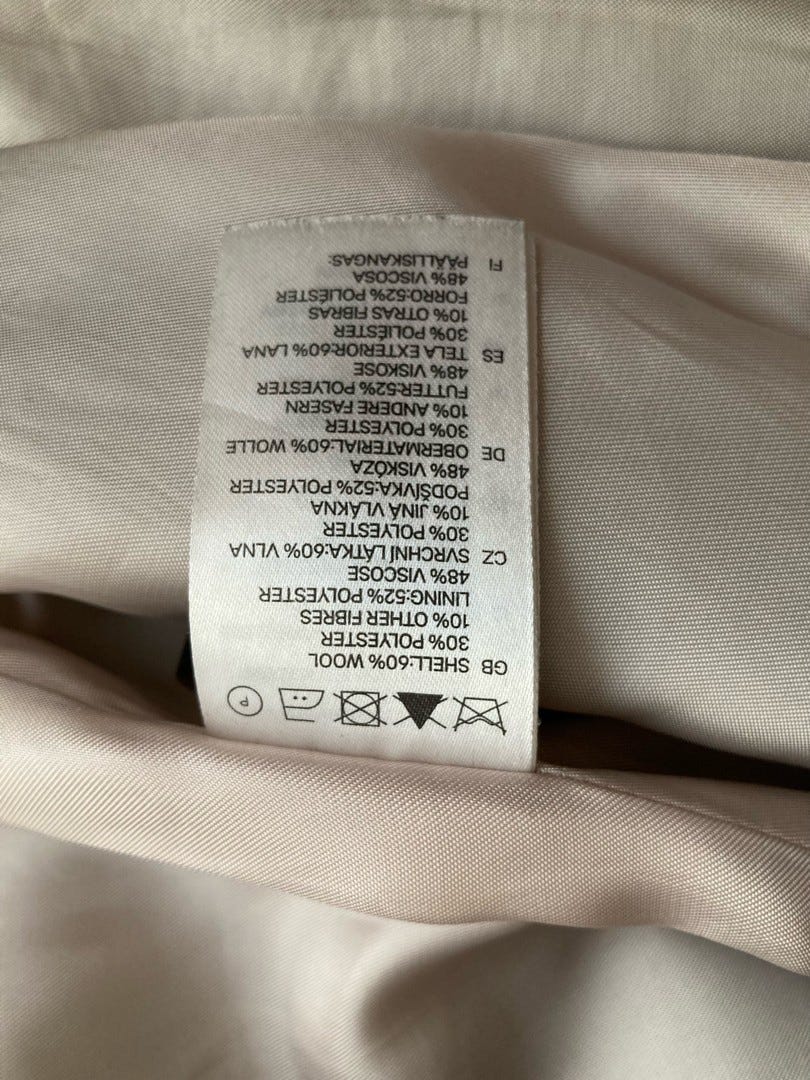 P
GB SHELL:60% WOOL
30% POLYESTER
10% OTHER FIBRES
LINING:52% POLYESTER
48% VISCOSE
CZ SVRCHNÍ LÁTKA:60% VLNA
30% POLYESTER
10% JINÁ VLÁKNA
PODŠÍVKA:52% POLYESTER
48% VISKÓZA
DE OBERMATERIAL:60% WOLLE
30% POLYESTER
10% ANDERE FASERN
FUTTER:52% POLYESTER
48% VISKOSE
ES TELA EXTERIOR:60% LANA
30% POLIÉSTER
10% OTRAS FIBRAS
FORRO:52% POLIÉSTER
48% VISCOSA
FI PÄÄLLISKANGAS: